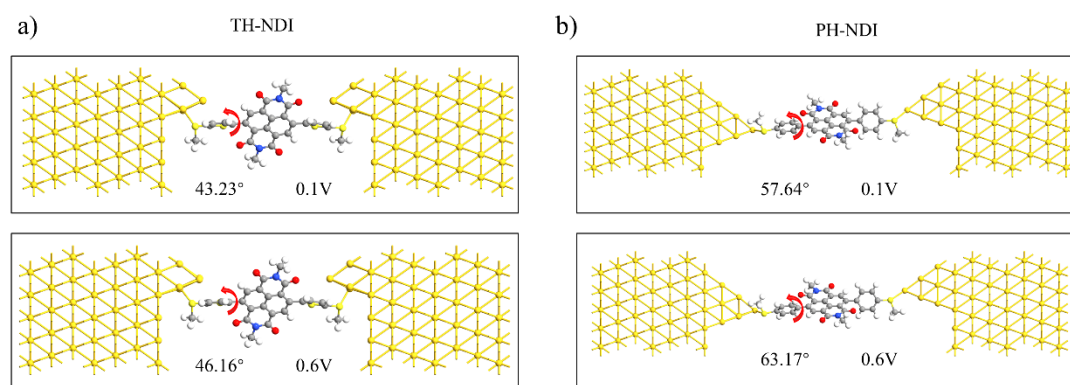 a)
TH-NDI
43.23° 0.1V
46.16° 0.6V
b)
PH-NDI
57.64° 0.1V
63.17° 0.6V